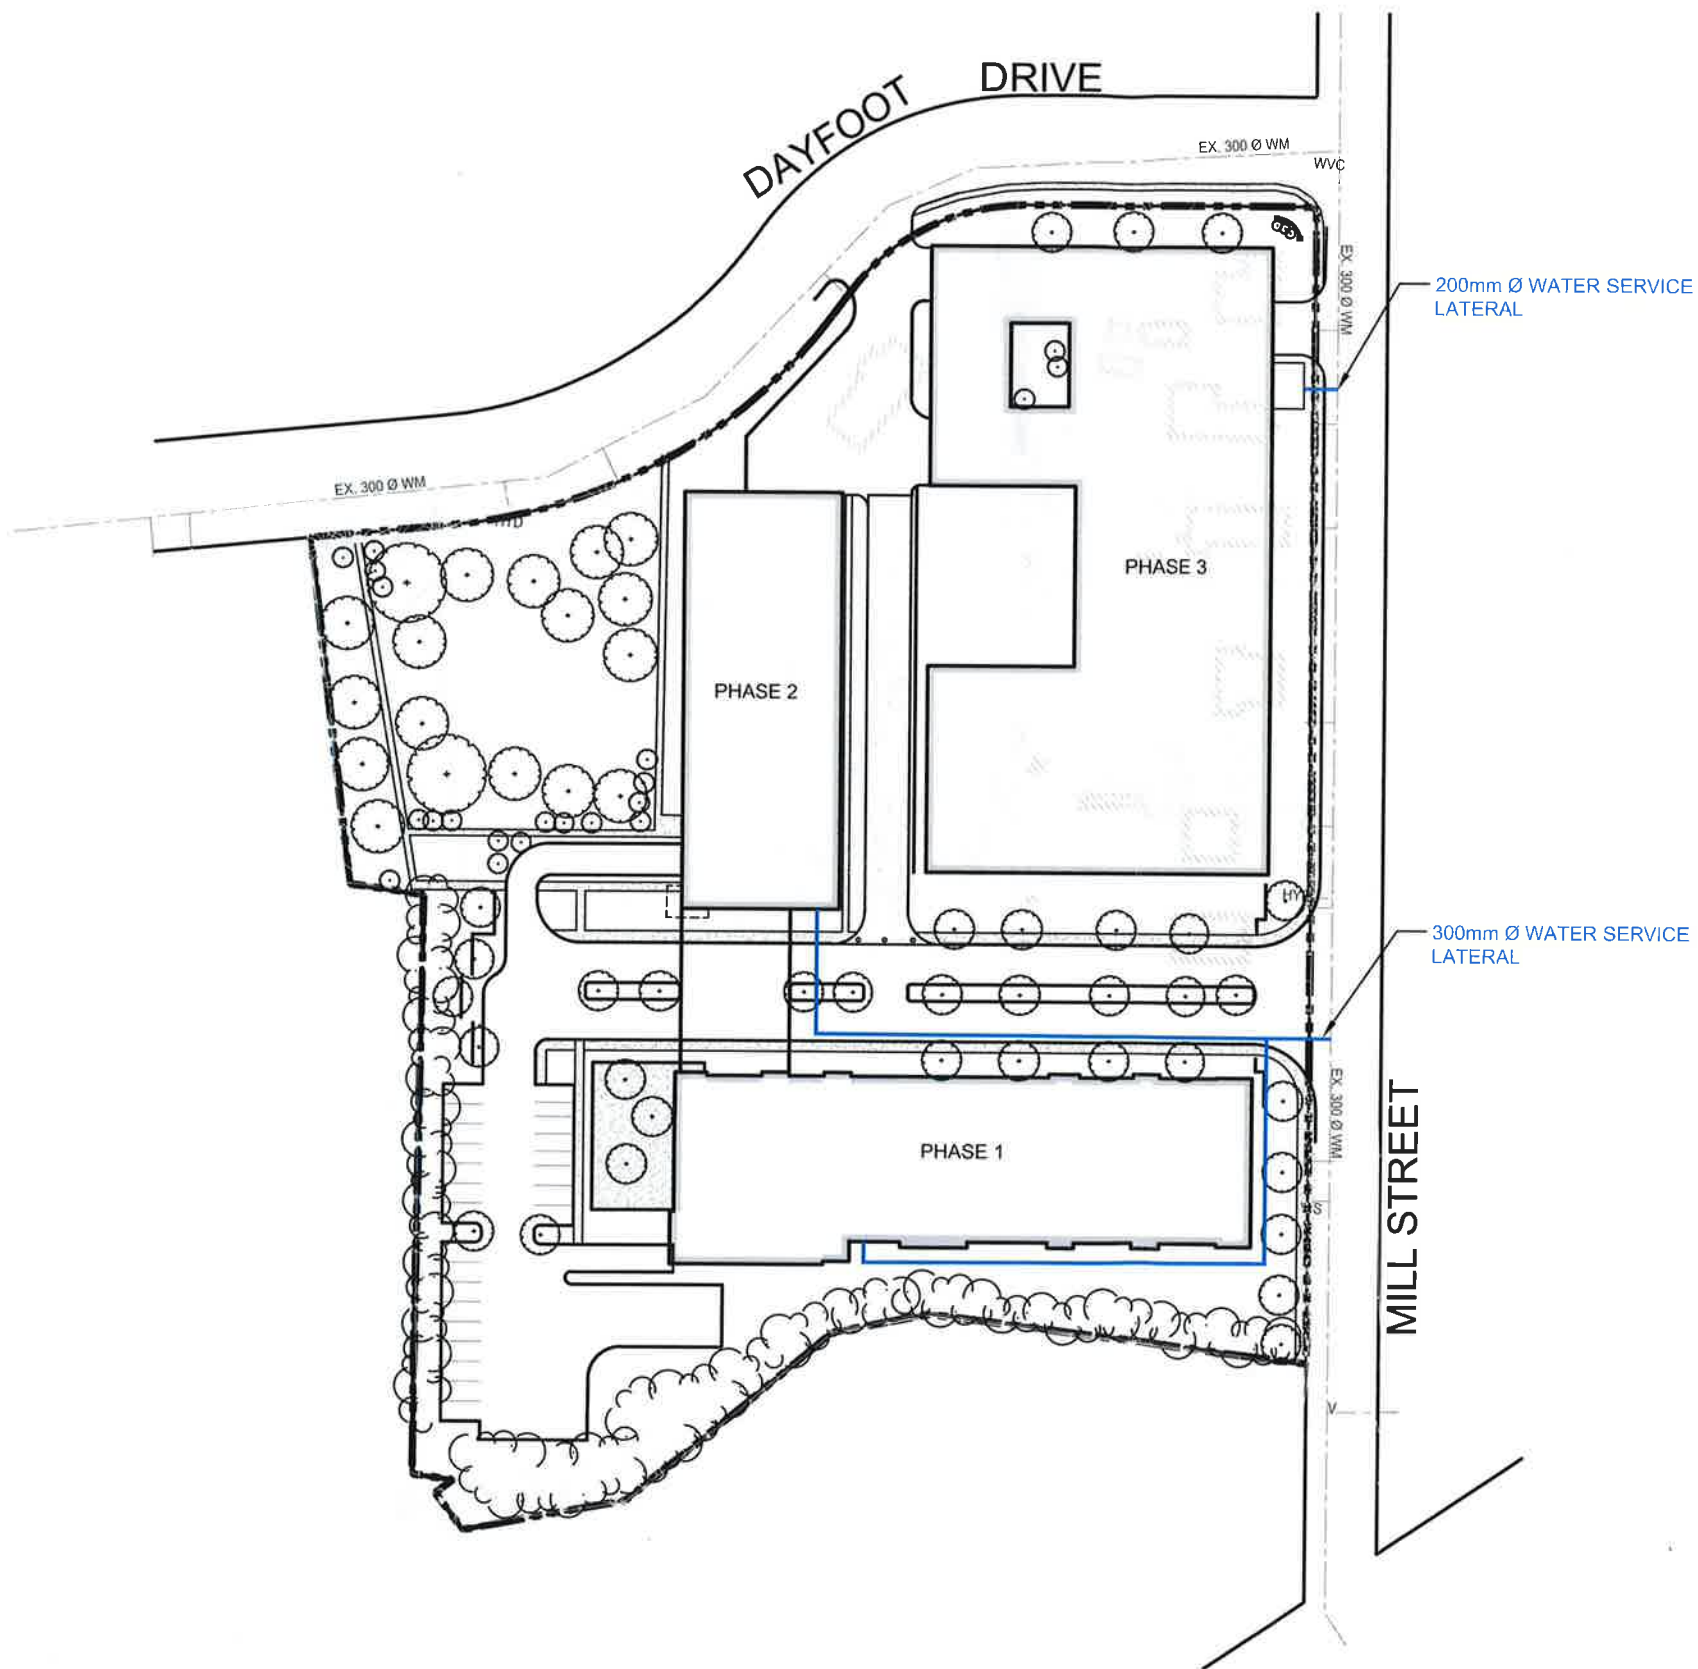 DAYFOOT DRIVE
EX. 300 Ø WM
WVC
EX. 300 Ø WM
200mm Ø WATER SERVICE
LATERAL
EX. 300 Ø WM
PHASE 3
PHASE 2
HY
300mm Ø WATER SERVICE
LATERAL
EX. 300 Ø WM
PHASE 1
S
MILL STREET
V